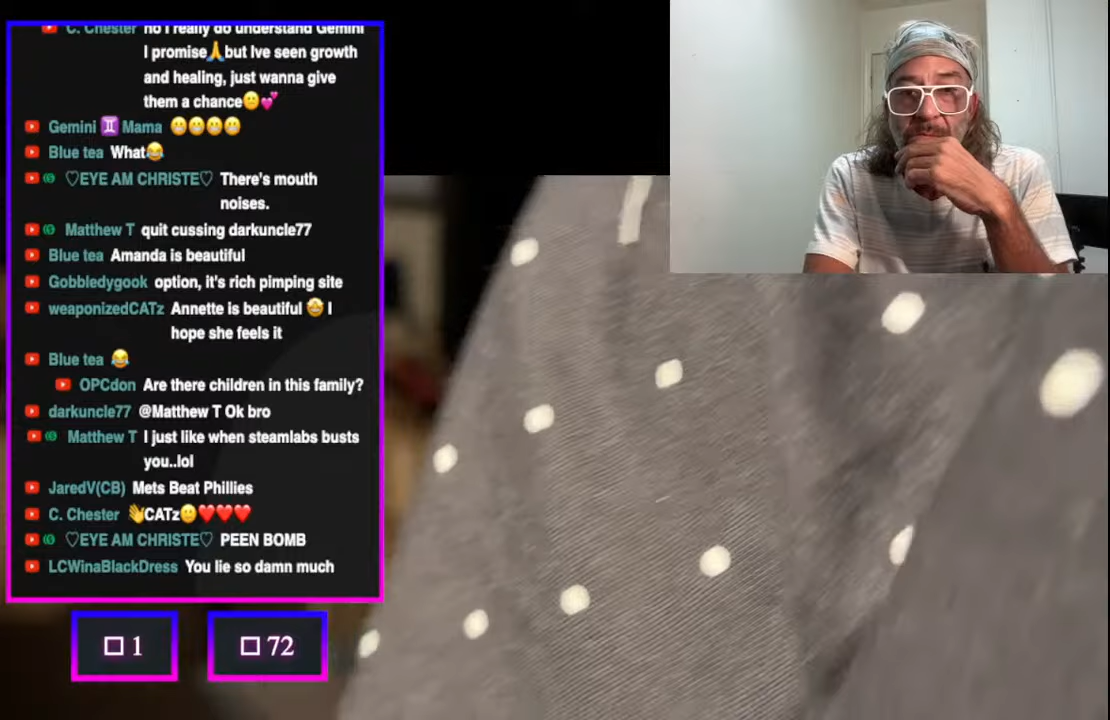 C. Chester no I really do understand Gemini
I promise🙏but Ive seen growth
and healing, just wanna give
them a chance🙂💕
Gemini ♊ Mama 😬😬😬😬
Blue tea What😂
♡EYE AM CHRISTE♡ There's mouth
noises.
Matthew T quit cussing darkuncle77
Blue tea Amanda is beautiful
Gobbledygook option, it's rich pimping site
weaponizedCATz Annette is beautiful 🤩 I
hope she feels it
Blue tea 😂
OPCdon Are there children in this family?
darkuncle77 @Matthew T Ok bro
Matthew T I just like when steamlabs busts
you..lol
JaredV(CB) Mets Beat Phillies
C. Chester 👋CATz🙂❤️❤️❤️
♡EYE AM CHRISTE♡ PEEN BOMB
LCWinaBlackDress You lie so damn much
□ 1
□ 72